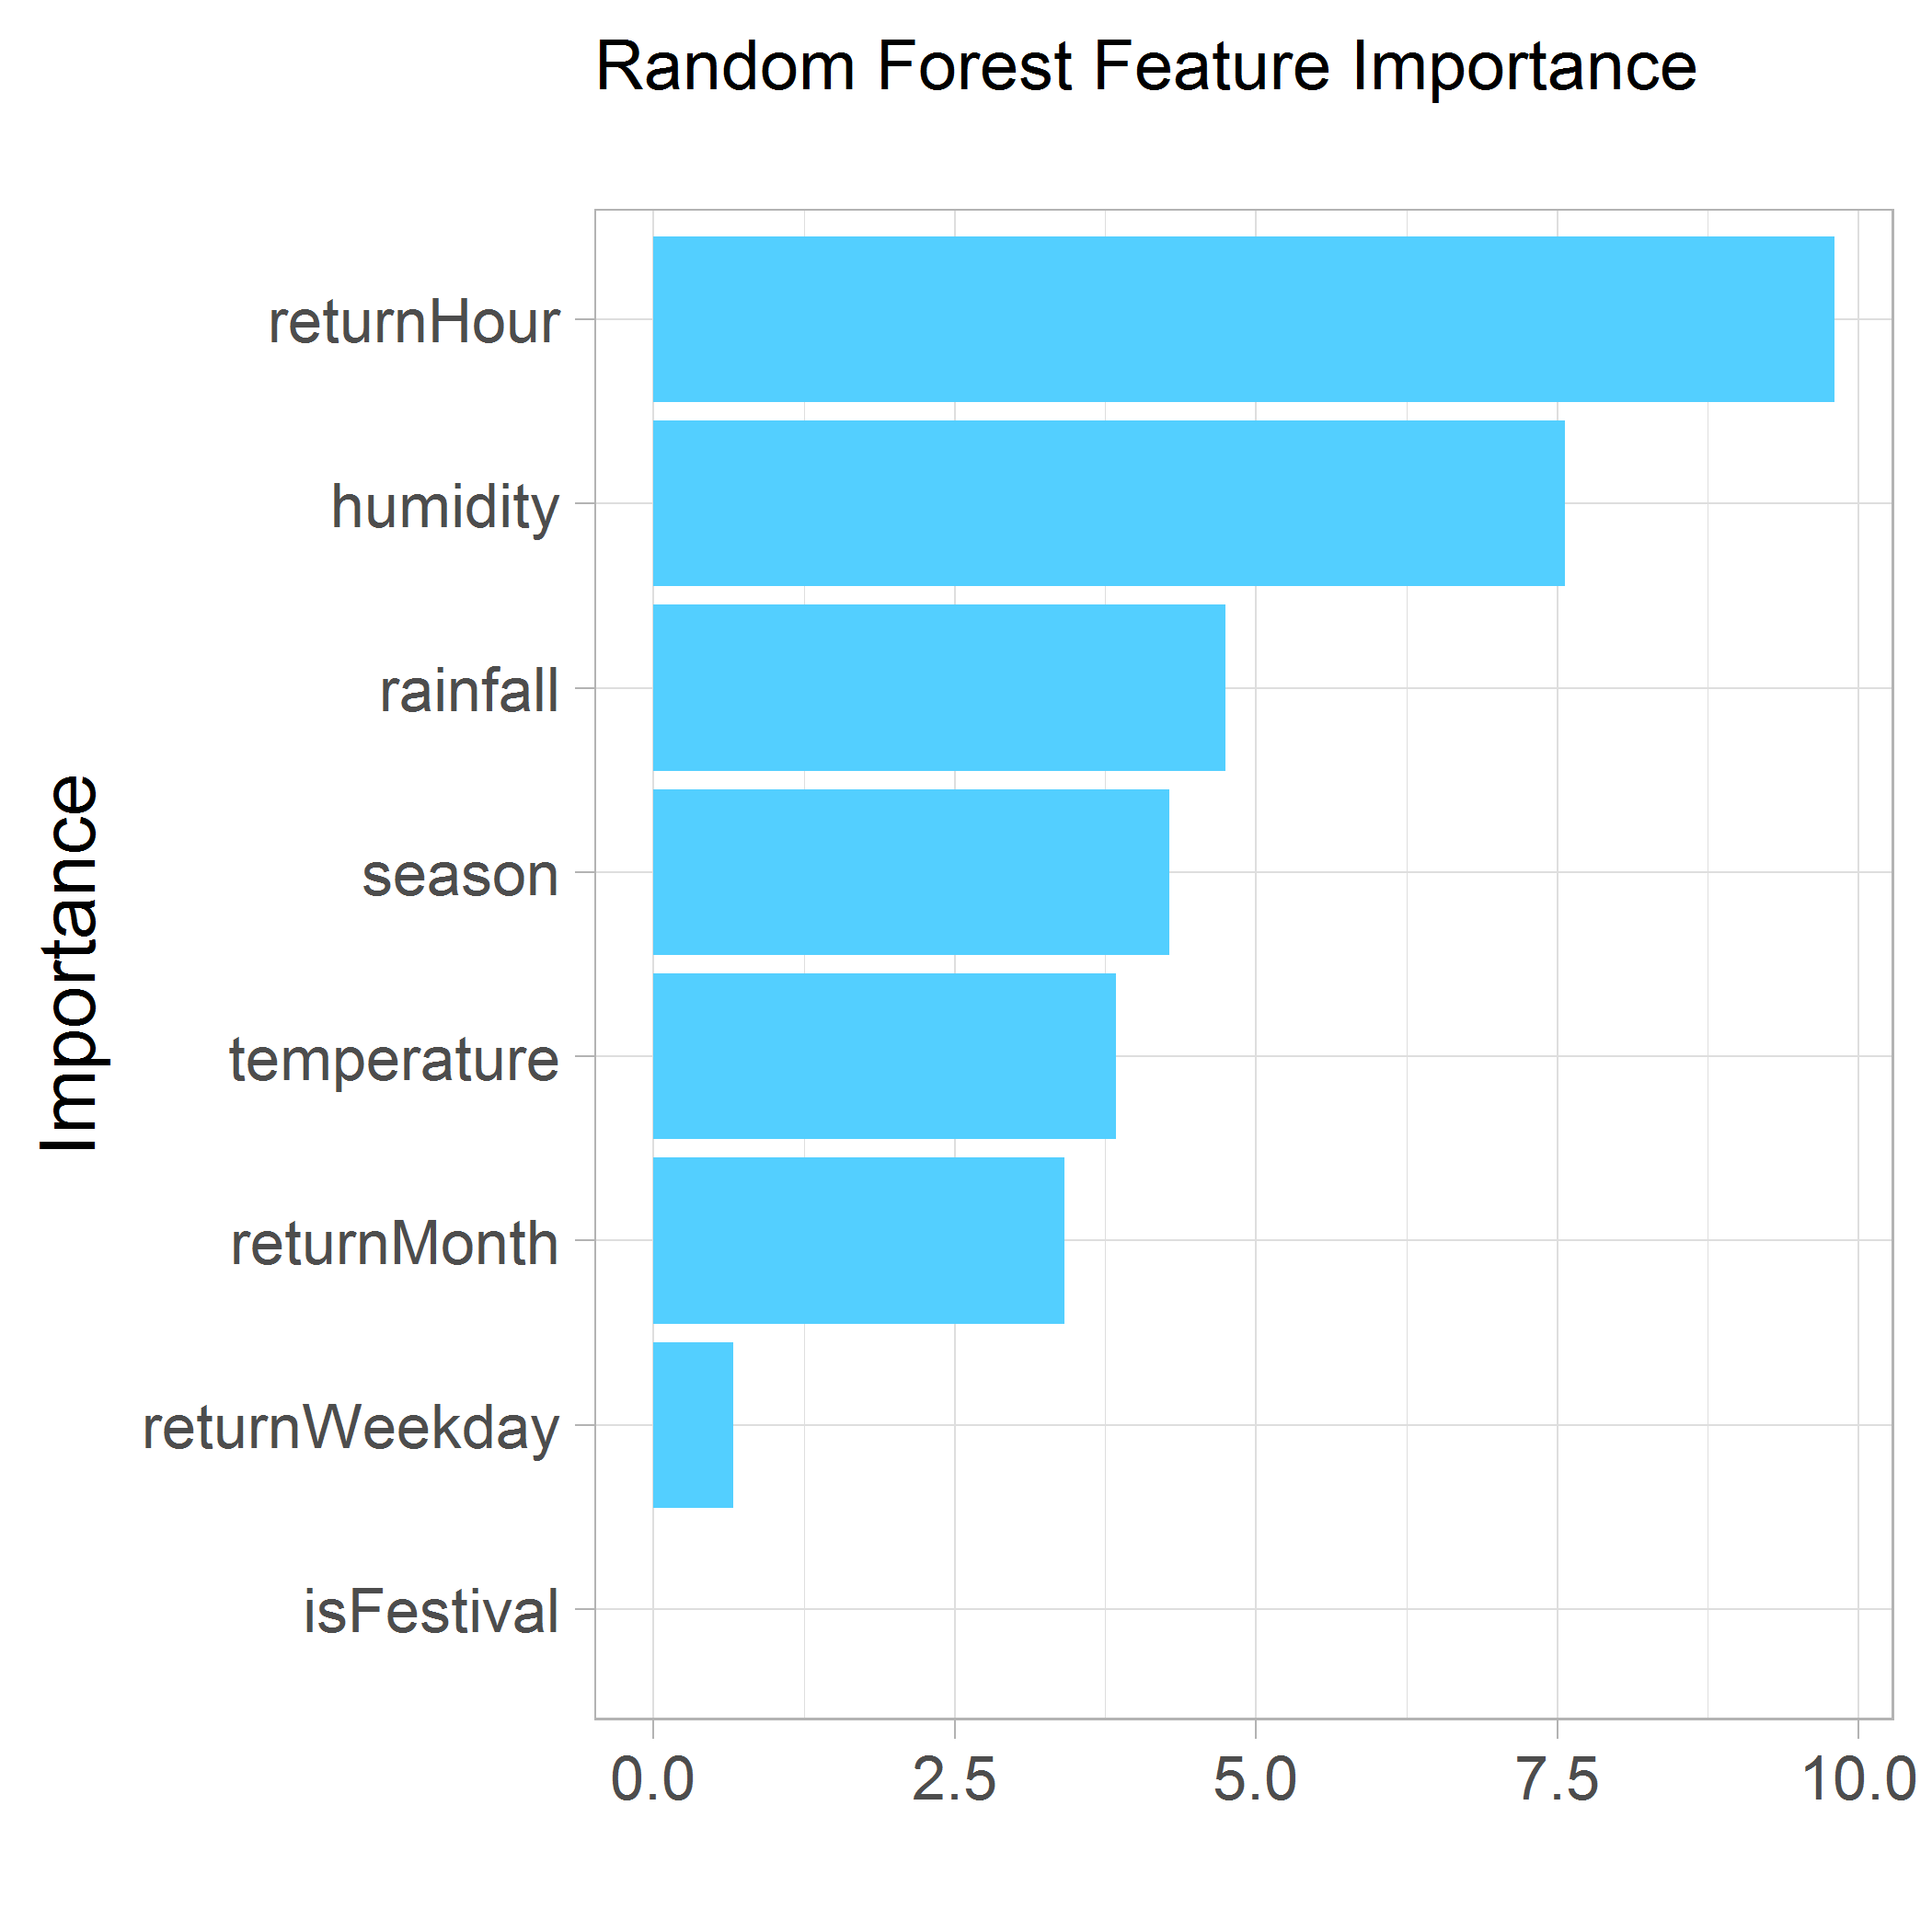 Random Forest Feature Importance
Importance
returnHour
humidity
rainfall
season
temperature
returnMonth
returnWeekday
isFestival
0.0 2.5 5.0 7.5 10.0